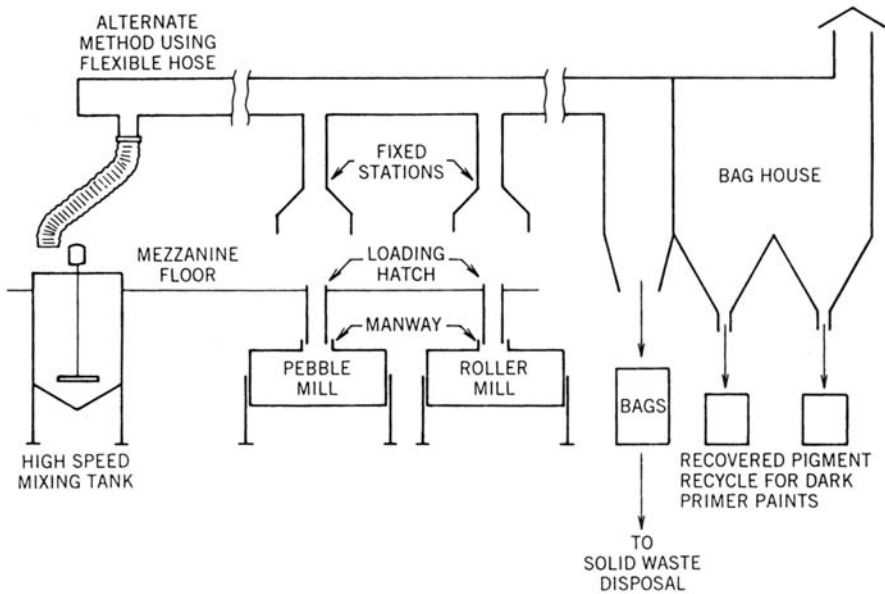 ALTERNATE
METHOD USING
FLEXIBLE HOSE
FIXED
STATIONS
BAG HOUSE
MEZZANINE
FLOOR
LOADING
HATCH
MANWAY
PEBBLE
MILL
ROLLER
MILL
BAGS
HIGH SPEED
MIXING TANK
RECOVERED PIGMENT
RECYCLE FOR DARK
PRIMER PAINTS
TO
SOLID WASTE
DISPOSAL